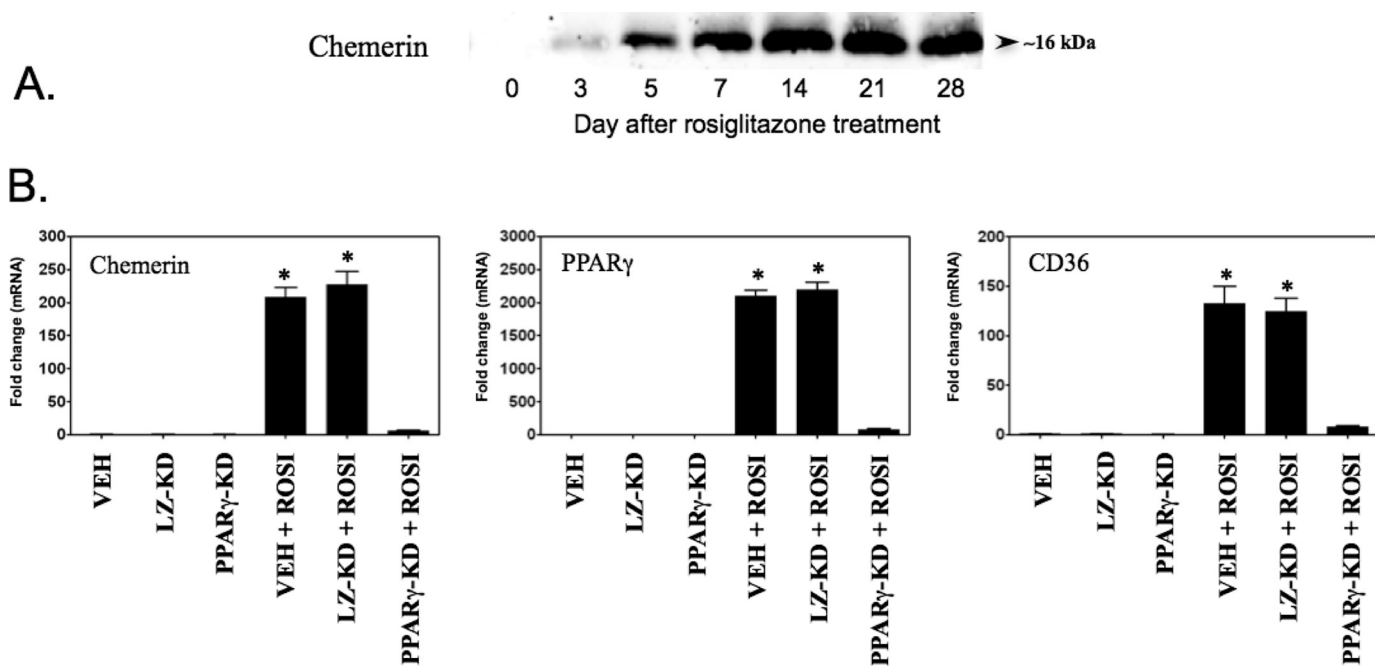 Chemerin
~16 kDa
A.
0 3 5 7 14 21 28
Day after rosiglitazone treatment
B.
Fold change (mRNA)
300
250
200
150
100
50
0
Chemerin
* *
VEH
LZ-KD
PPARγ-KD
VEH + ROSI
LZ-KD + ROSI
PPARγ-KD + ROSI
Fold change (mRNA)
3000
2500
2000
1500
1000
500
0
PPARγ
* *
VEH
LZ-KD
PPARγ-KD
VEH + ROSI
LZ-KD + ROSI
PPARγ-KD + ROSI
Fold change (mRNA)
200
150
100
50
0
CD36
* *
VEH
LZ-KD
PPARγ-KD
VEH + ROSI
LZ-KD + ROSI
PPARγ-KD + ROSI